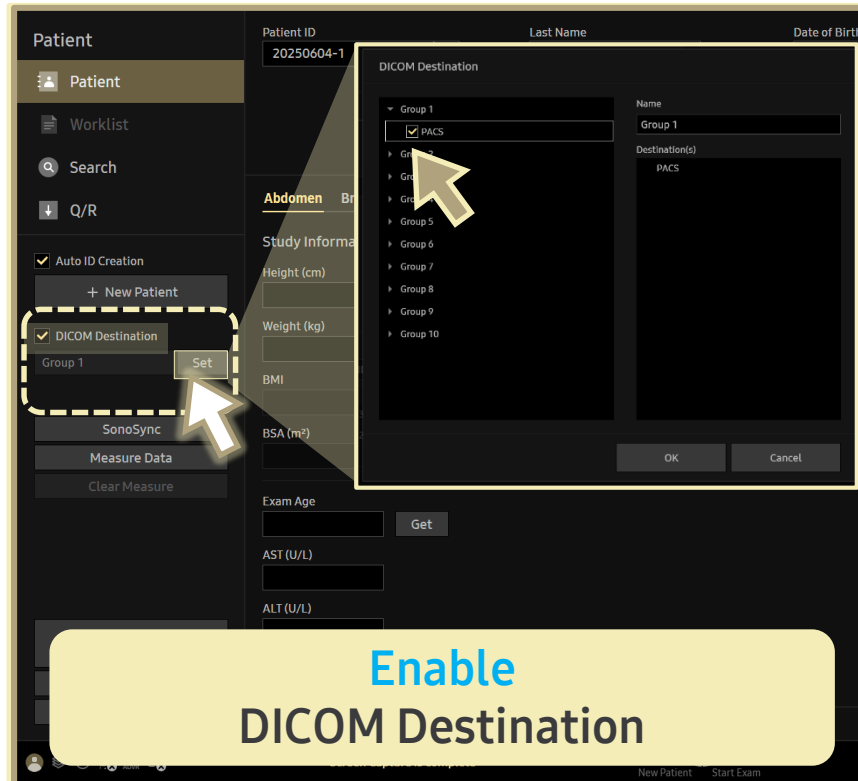 Patient
Patient
Worklist
Search
Q/R
Auto ID Creation
+ New Patient
DICOM Destination
Group 1
Set
SonoSync
Measure Data
Clear Measure
Patient ID
20250604-1
Last Name
Date of Birth
Abdomen
Study Informa
Height (cm)
Weight (kg)
BMI
BSA (m²)
Exam Age
Get
AST (U/L)
ALT (U/L)
DICOM Destination
Group 1
PACS
Group 5
Group 6
Group 7
Group 8
Group 9
Group 10
Name
Group 1
Destination(s)
PACS
OK
Cancel
Enable
DICOM Destination
New Patient
Start Exam